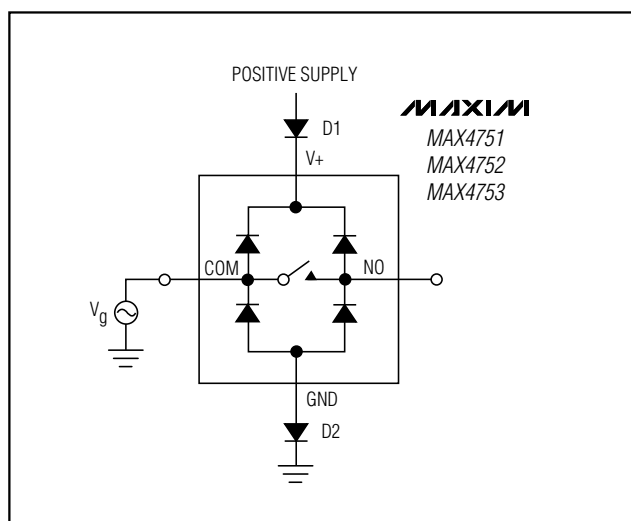 POSITIVE SUPPLY
D1
MAXIM
MAX4751
MAX4752
MAX4753
V+
COM
NO
Vg
GND
D2